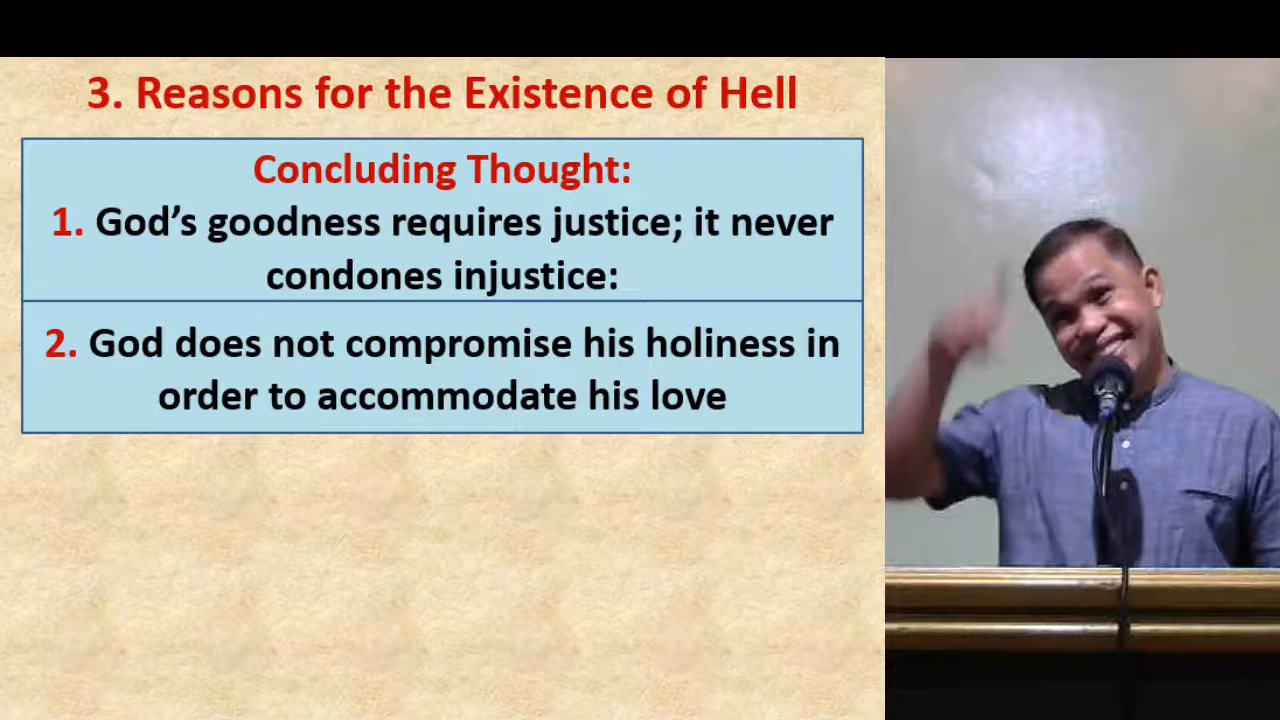 3. Reasons for the Existence of Hell
Concluding Thought:
1. God’s goodness requires justice; it never
condones injustice:
2. God does not compromise his holiness in
order to accommodate his love